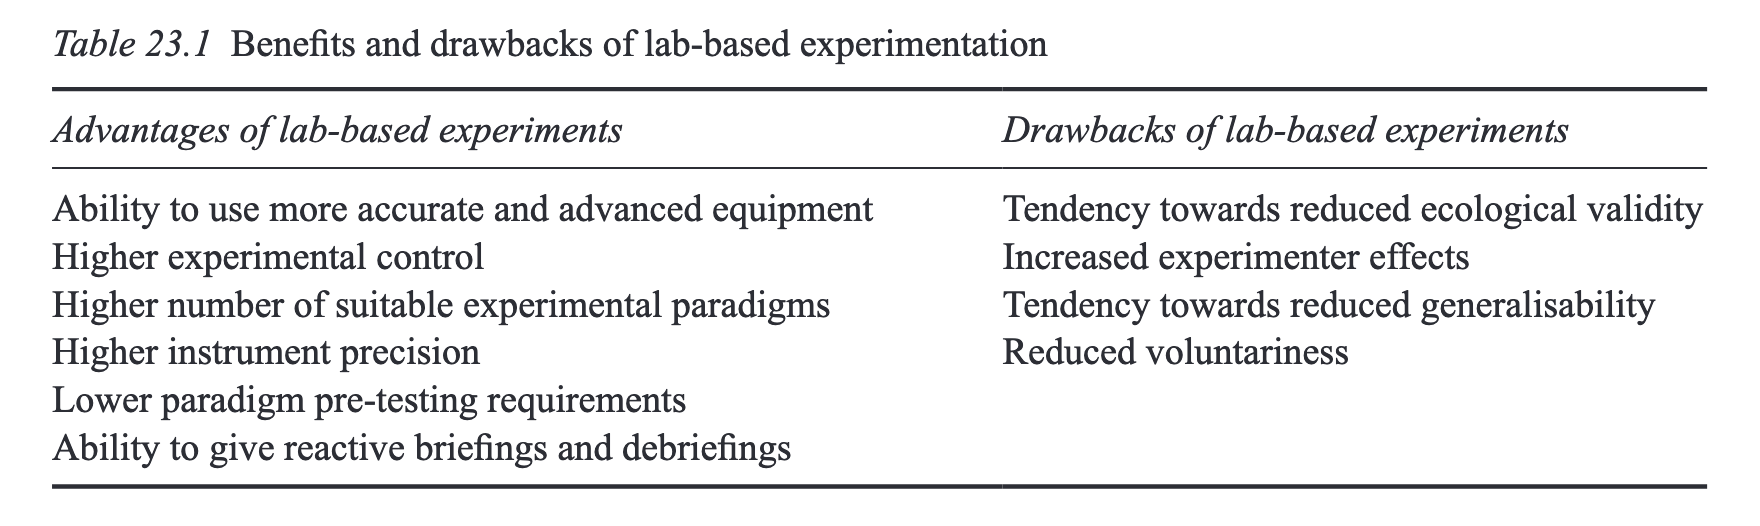 Table 23.1 Benefits and drawbacks of lab-based experimentation
Advantages of lab-based experiments
Drawbacks of lab-based experiments
Ability to use more accurate and advanced equipment
Tendency towards reduced ecological validity
Higher experimental control
Increased experimenter effects
Higher number of suitable experimental paradigms
Tendency towards reduced generalisability
Higher instrument precision
Reduced voluntariness
Lower paradigm pre-testing requirements
Ability to give reactive briefings and debriefings